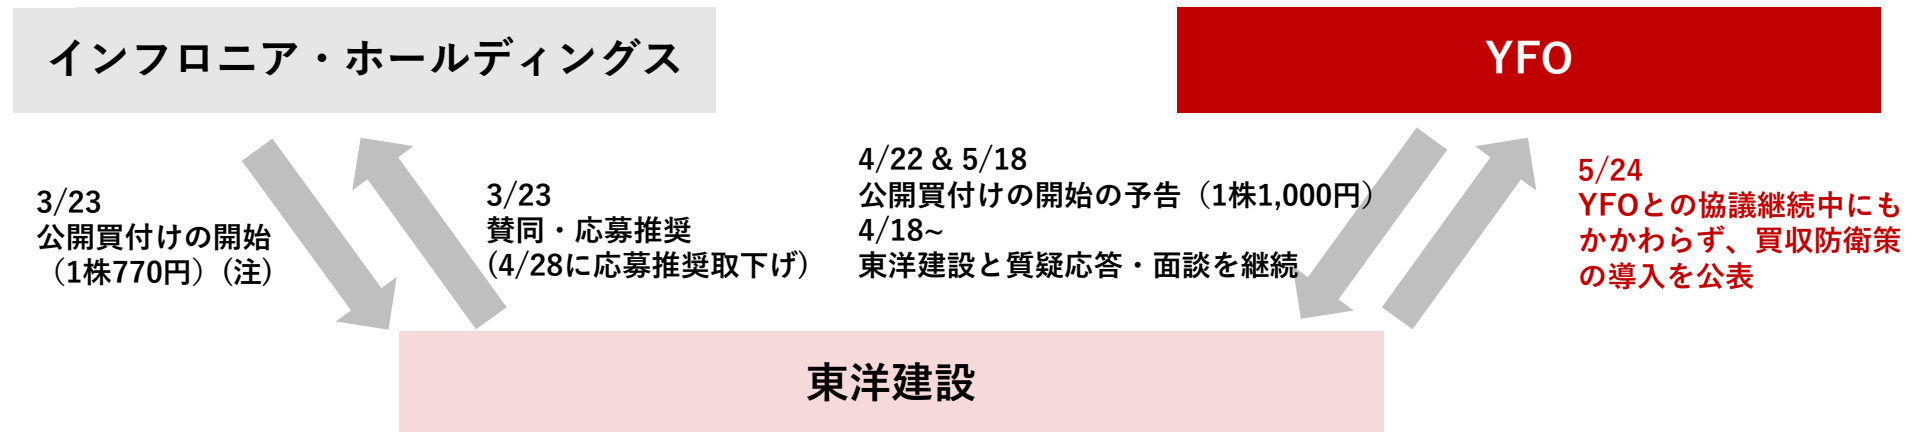 インフロニア・ホールディングス
YFO
3/23
公開買付けの開始
（1株770円）(注)
3/23
賛同・応募推奨
(4/28に応募推奨取下げ)
4/22 & 5/18
公開買付けの開始の予告（1株1,000円）
4/18~
東洋建設と質疑応答・面談を継続
5/24
YFOとの協議継続中にも
かかわらず、買収防衛策
の導入を公表
東洋建設